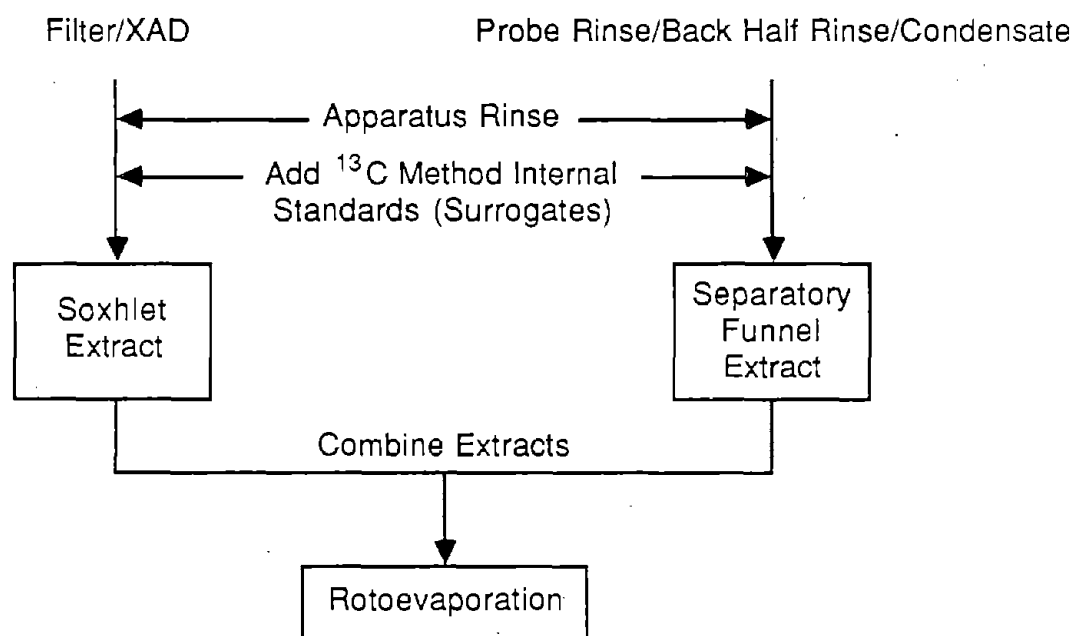 Filter/XAD
Probe Rinse/Back Half Rinse/Condensate
Apparatus Rinse
Add ¹³C Method Internal
Standards (Surrogates)
Soxhlet
Extract
Separatory
Funnel
Extract
Combine Extracts
Rotoevaporation